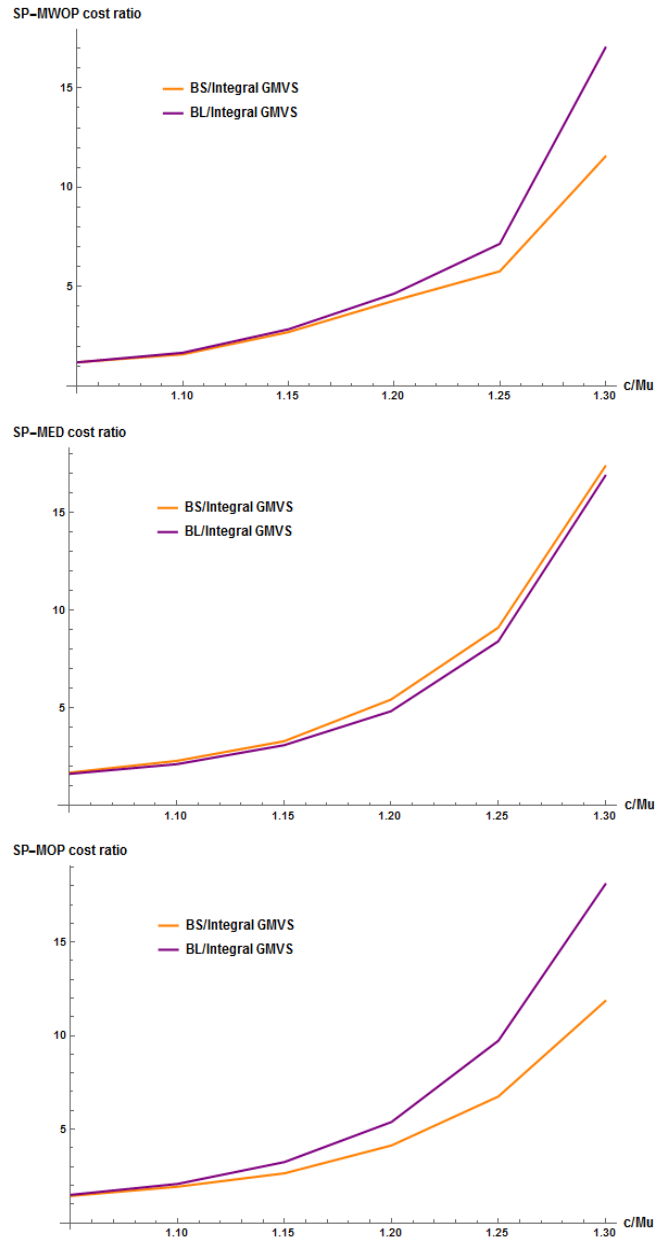 SP–MWOP cost ratio
BS/Integral GMVS
BL/Integral GMVS
15
10
5
1.10 1.15 1.20 1.25 1.30
c/Mu
SP–MED cost ratio
BS/Integral GMVS
BL/Integral GMVS
15
10
5
1.10 1.15 1.20 1.25 1.30
c/Mu
SP–MOP cost ratio
BS/Integral GMVS
BL/Integral GMVS
15
10
5
1.10 1.15 1.20 1.25 1.30
c/Mu